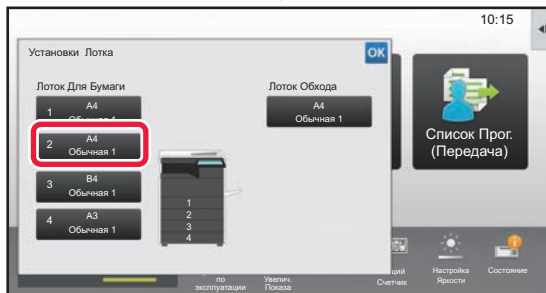 10:15
Установки Лотка
OK
Лоток Для Бумаги
Лоток Обхода
1
A4
Обычная 1
A4
Обычная 1
2
A4
Обычная 1
3
B4
Обычная 1
4
A3
Обычная 1
1
2
3
4
Список Прог.
(Передача)
по
эксплуатации
Увелич.
Показа
Счетчик
Настройка
Яркости
Состояние